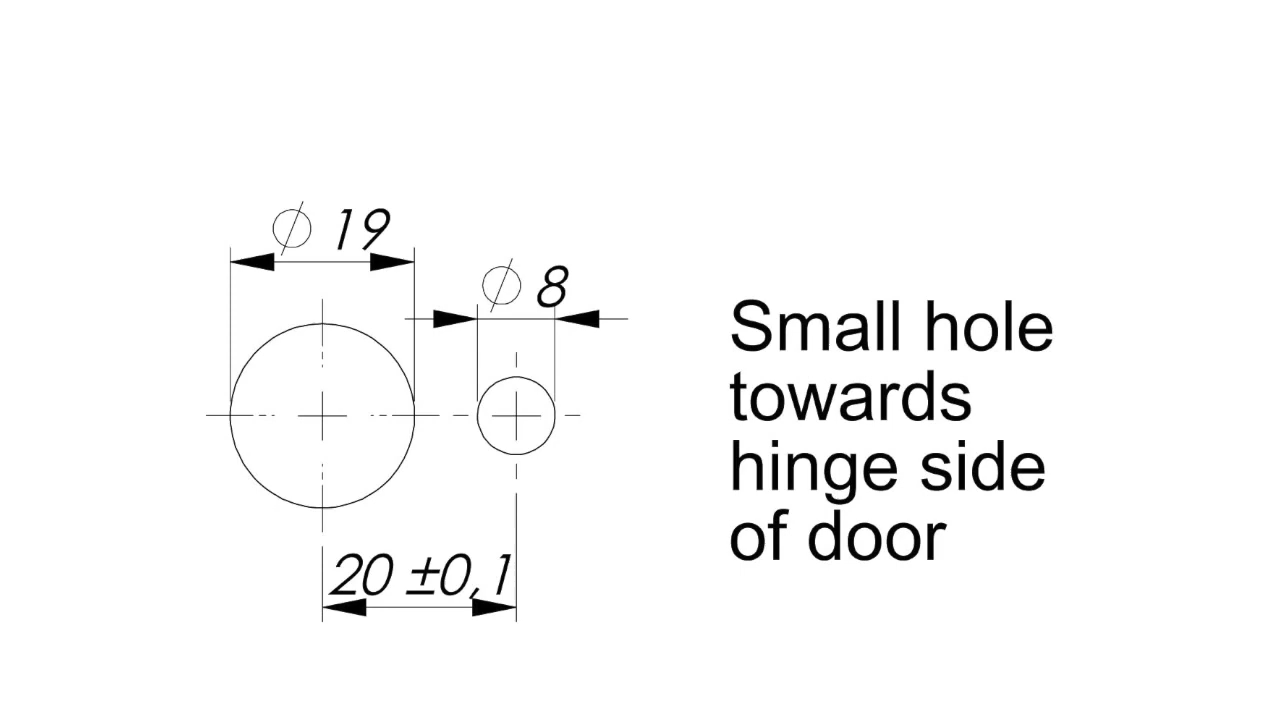 ⌀ 19
⌀ 8
Small hole
towards
hinge side
of door
20 ±0,1